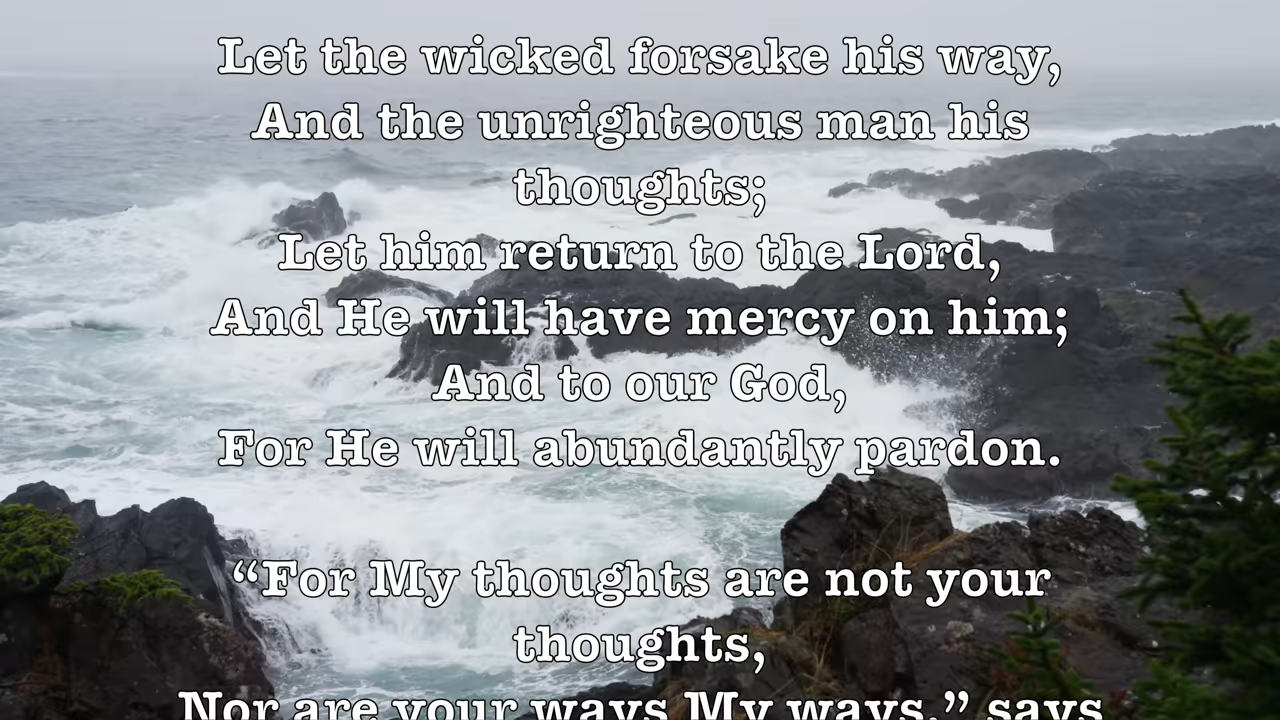 Let the wicked forsake his way,
And the unrighteous man his
thoughts;
Let him return to the Lord,
And He will have mercy on him;
And to our God,
For He will abundantly pardon.
“For My thoughts are not your
thoughts,
Nor are your ways My ways,” says